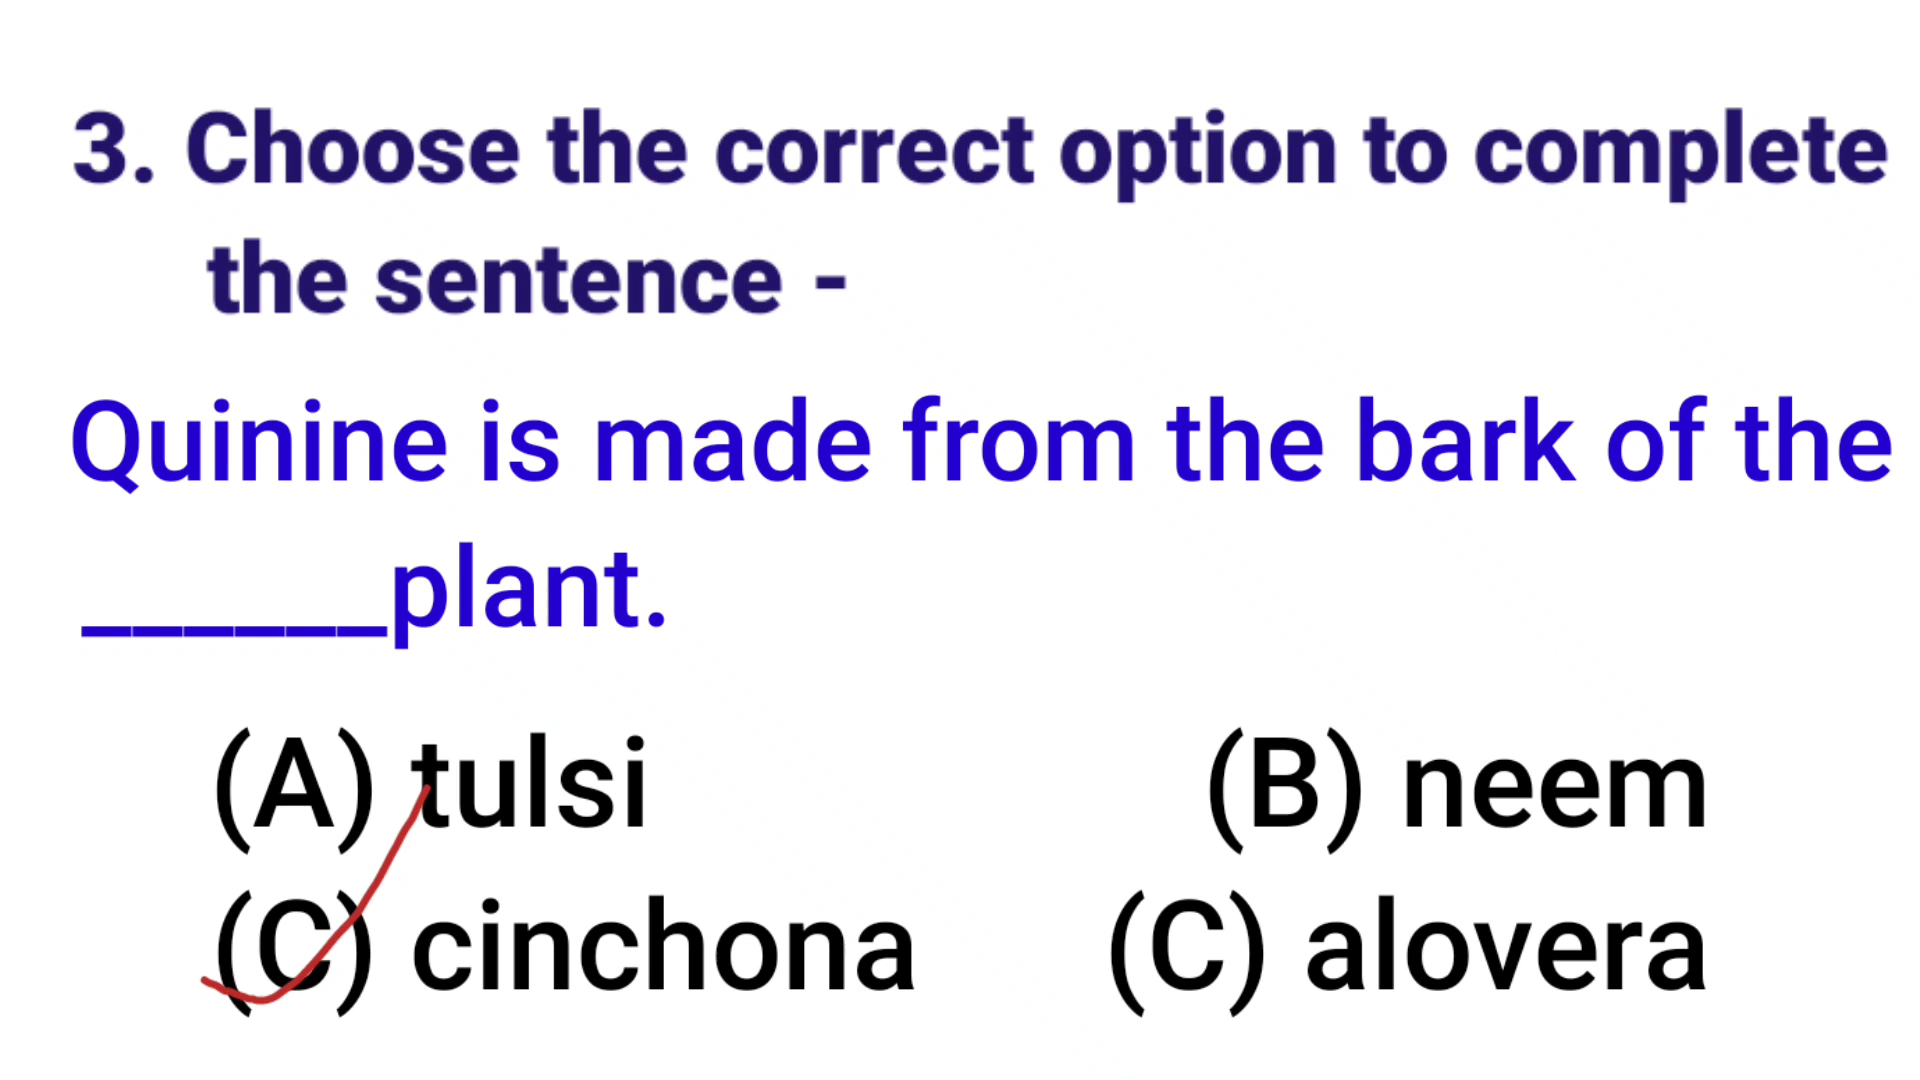 3. Choose the correct option to complete
the sentence -
Quinine is made from the bark of the
______plant.
(A) tulsi (B) neem
(C) cinchona (C) alovera